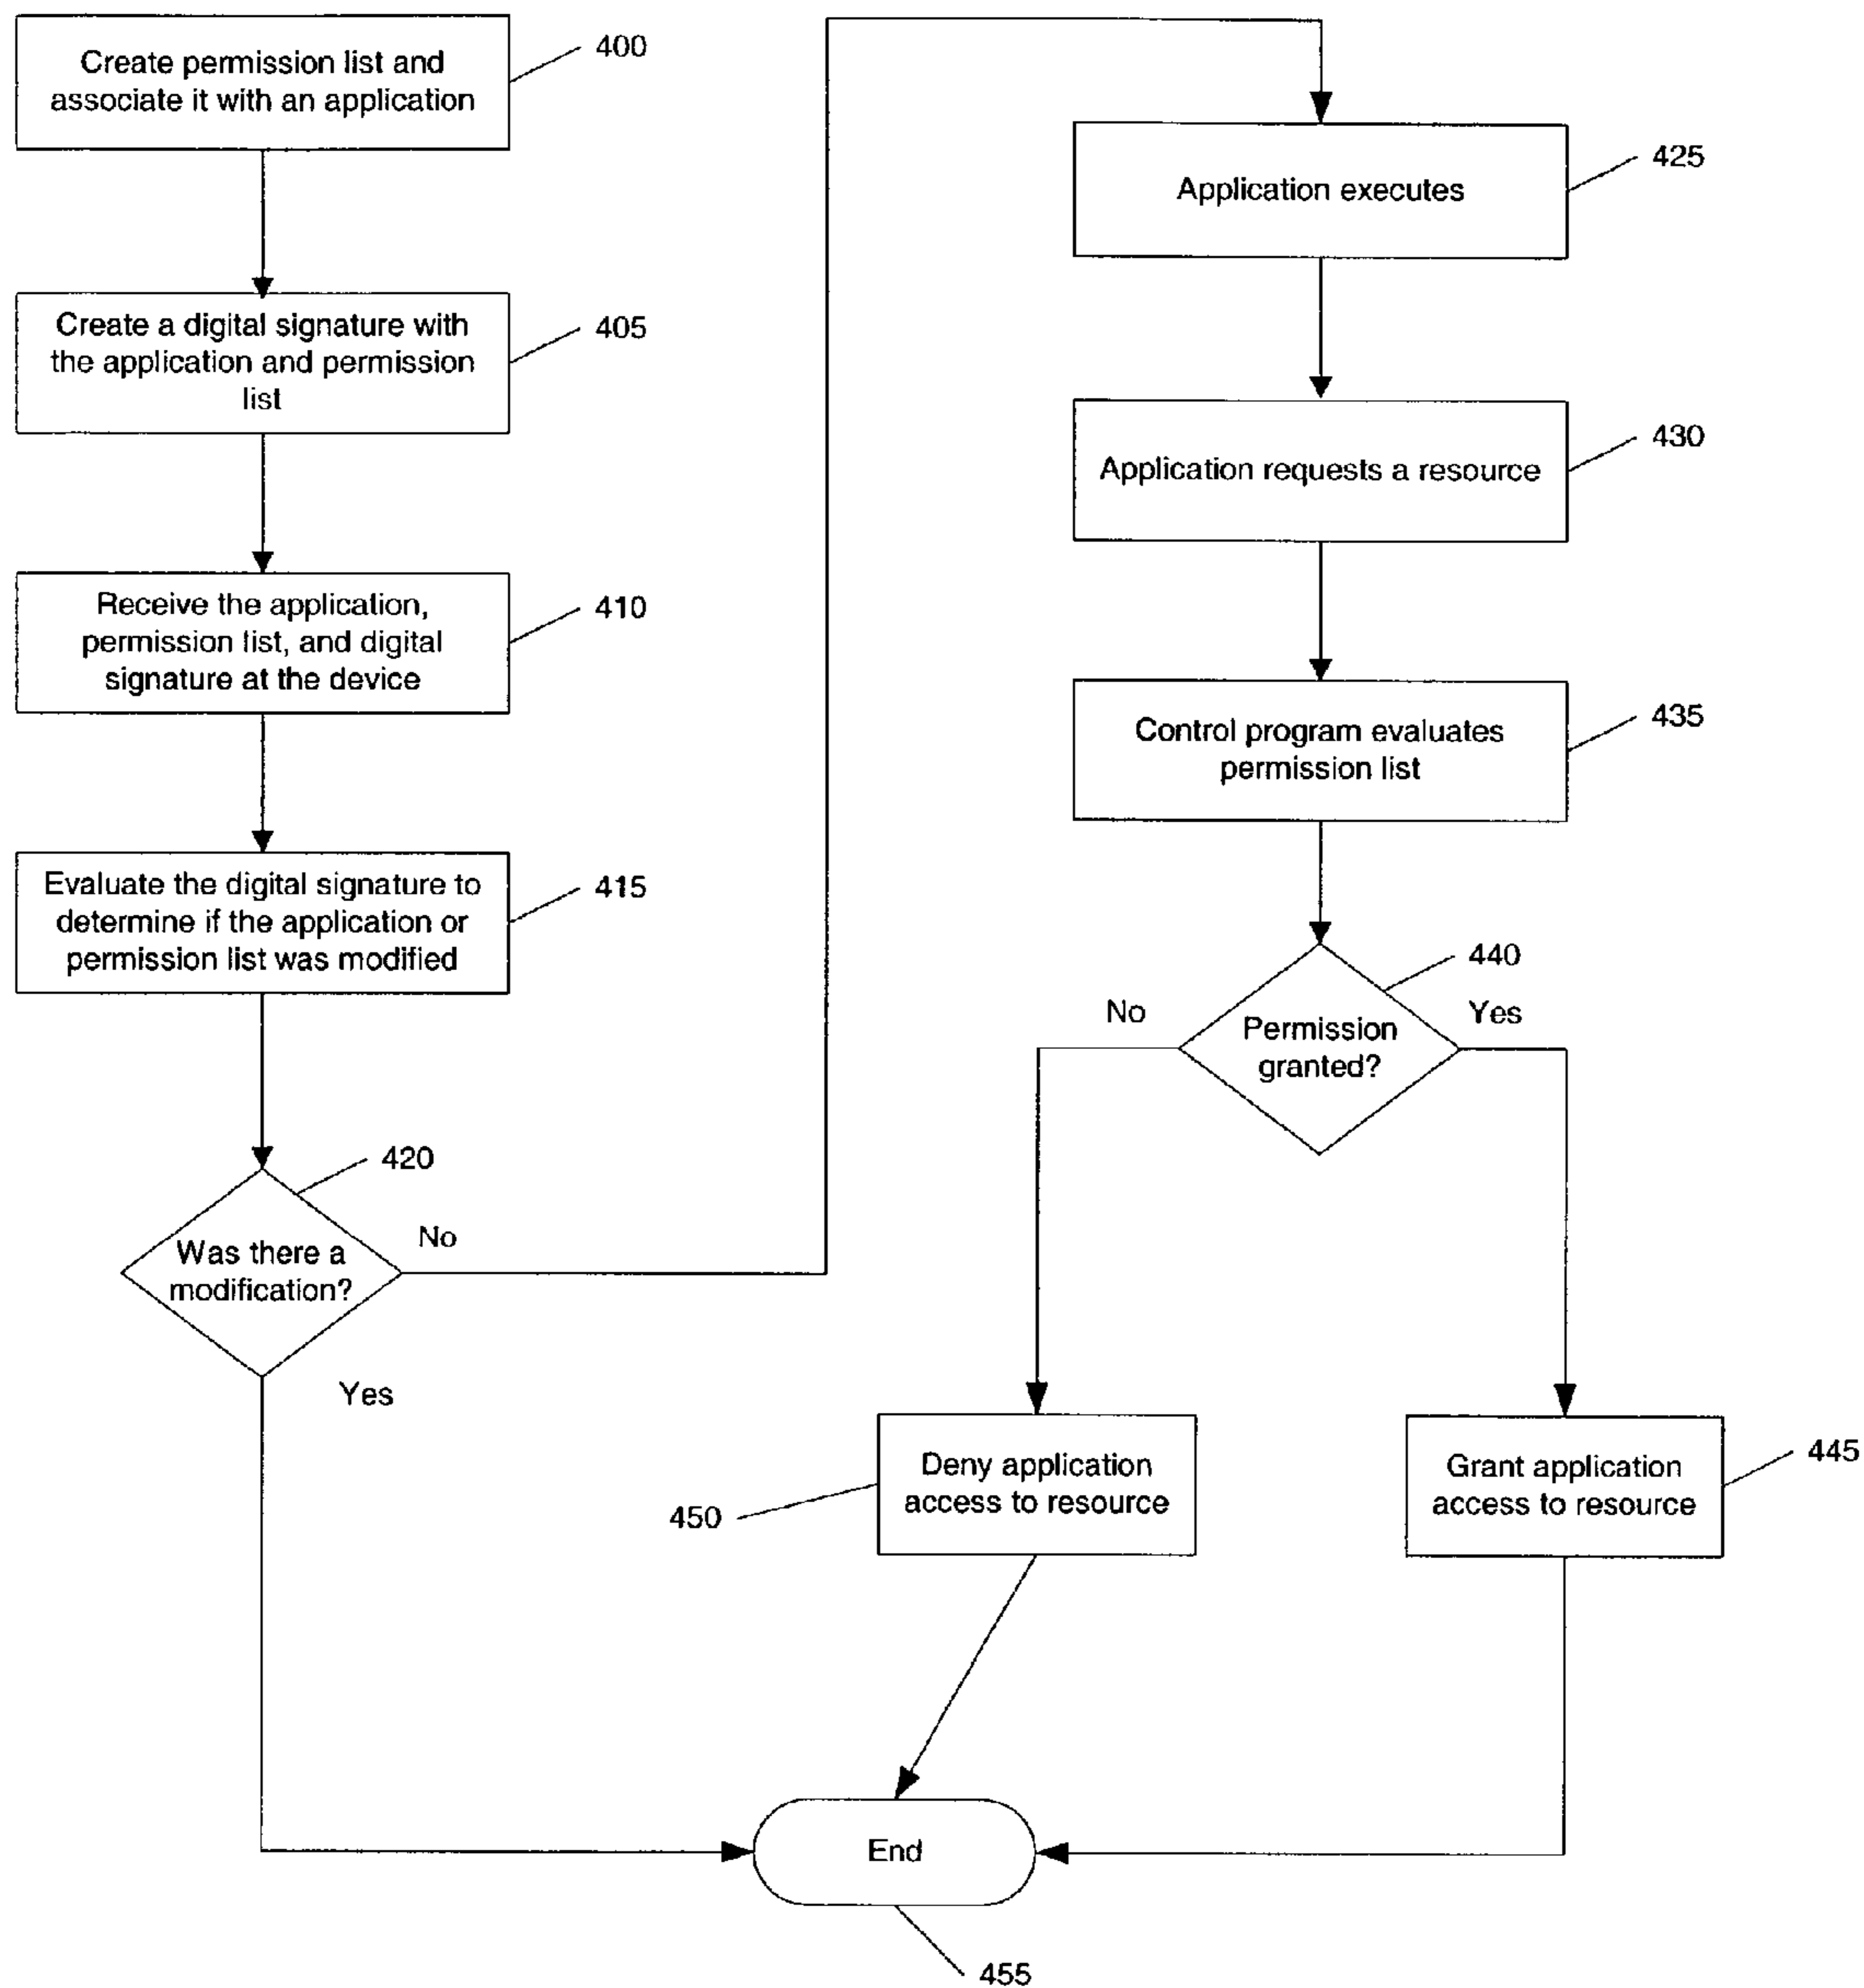 Create permission list and
associate it with an application
400
Create a digital signature with
the application and permission
list
405
Receive the application,
permission list, and digital
signature at the device
410
Evaluate the digital signature to
determine if the application or
permission list was modified
415
420
Was there a
modification?
No
Yes
Application executes
425
Application requests a resource
430
Control program evaluates
permission list
435
440
Permission
granted?
No
Yes
Deny application
access to resource
450
Grant application
access to resource
445
End
455